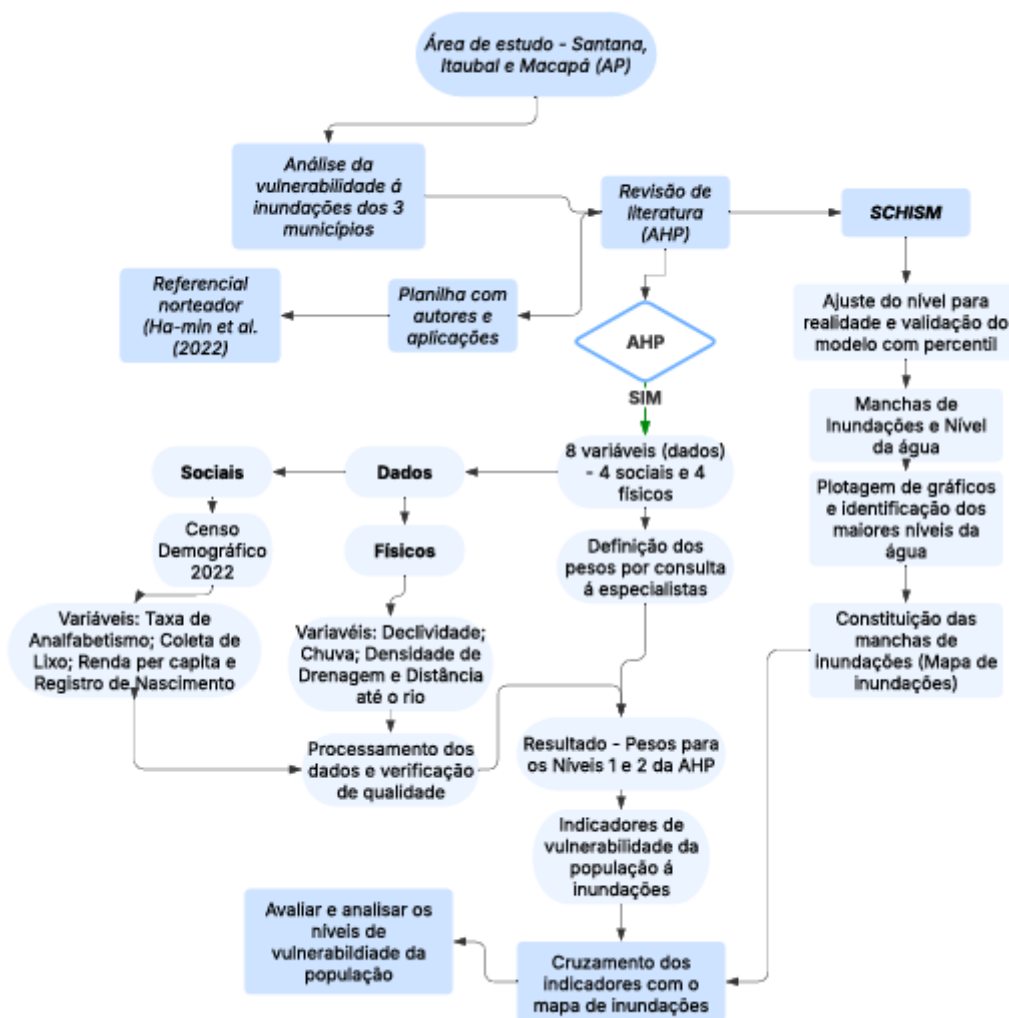 Área de estudo - Santana,
Itaubal e Macapá (AP)
Análise da
vulnerabilidade á
inundações dos 3
municípios
Revisão de
literatura
(AHP)
SCHISM
Referencial
norteador
(Ha-min et al.
(2022)
Planilha com
autores e
aplicações
AHP
SIM
Ajuste do nível para
realidade e validação do
modelo com percentil
Manchas de
Inundações e Nível
da água
Plotagem de gráficos
e identificação dos
maiores níveis da
água
Constituição das
manchas de
inundações (Mapa de
inundações)
8 variáveis (dados)
- 4 sociais e 4
físicos
Dados
Sociais
Censo
Demográfico
2022
Físicos
Definição dos
pesos por consulta
á especialistas
Variáveis: Taxa de
Analfabetismo; Coleta de
Lixo; Renda per capita e
Registro de Nascimento
Variavéis: Declividade;
Chuva; Densidade de
Drenagem e Distância
até o rio
Processamento dos
dados e verificação
de qualidade
Resultado - Pesos para
os Níveis 1 e 2 da AHP
Indicadores de
vulnerabilidade da
população á
inundações
Avaliar e analisar os
níveis de
vulnerabildiade da
população
Cruzamento dos
indicadores com o
mapa de inundações